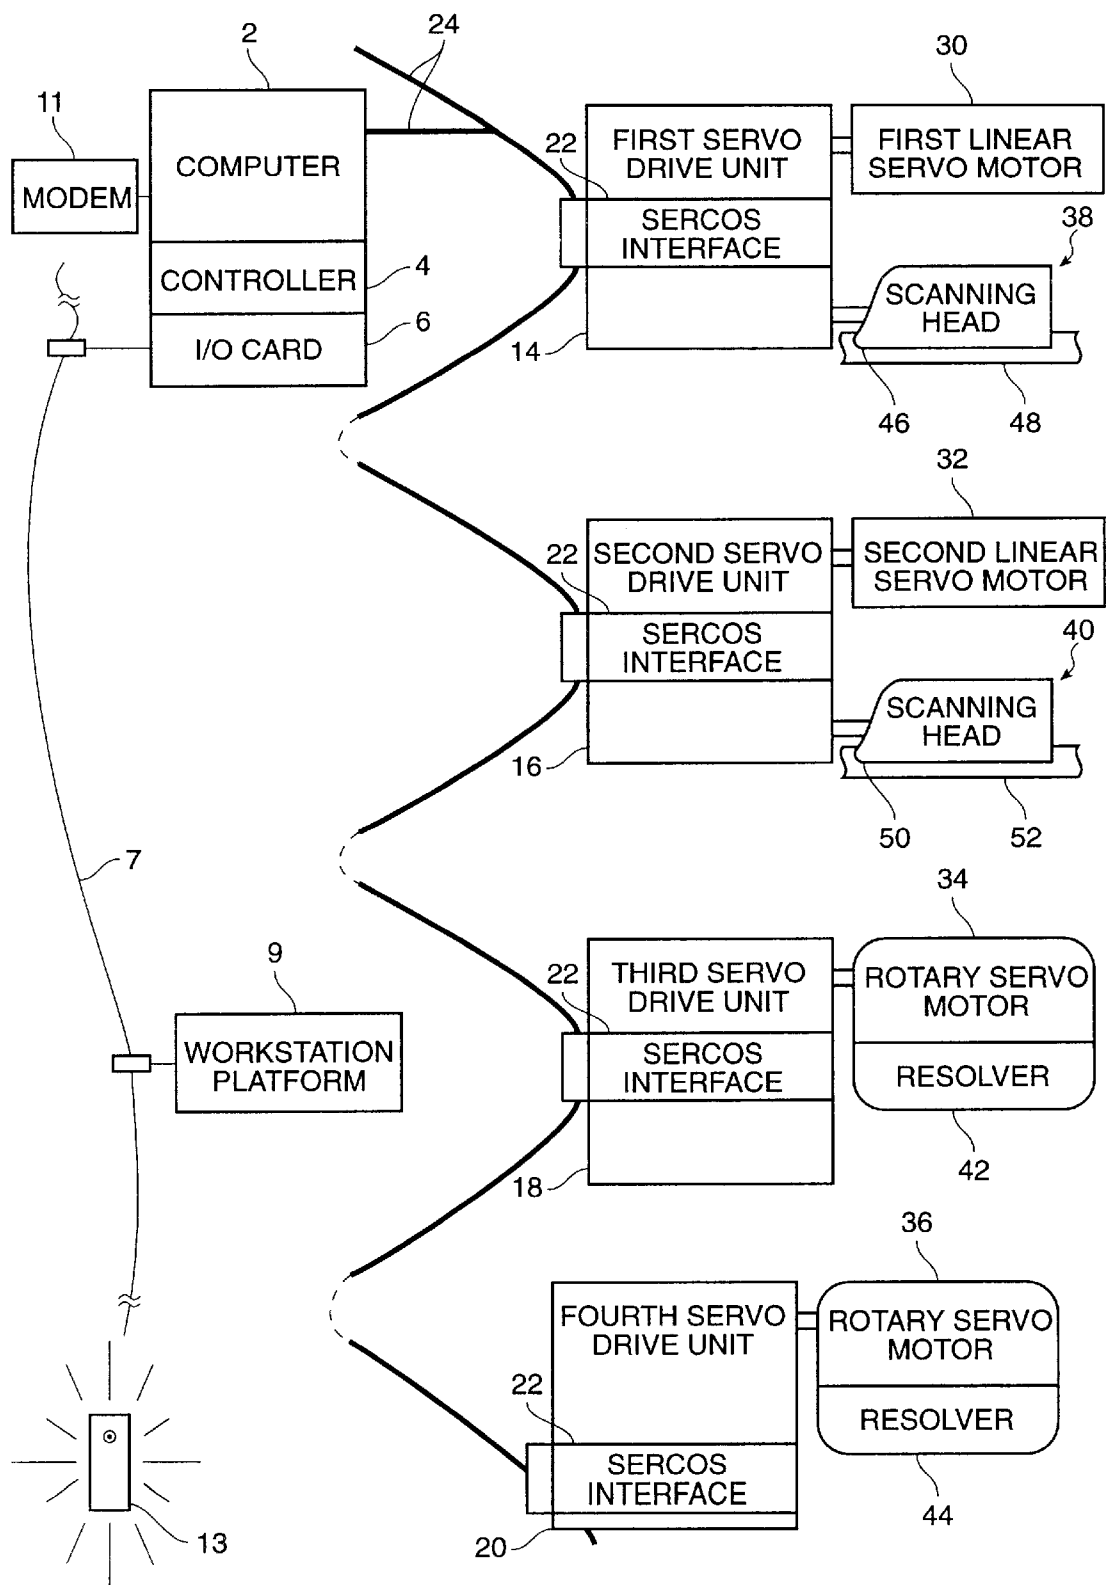 24
2
30
11
FIRST SERVO
DRIVE UNIT
FIRST LINEAR
SERVO MOTOR
22
COMPUTER
MODEM
SERCOS
INTERFACE
38
CONTROLLER
4
SCANNING
HEAD
6
I/O CARD
14
46
48
32
SECOND SERVO
DRIVE UNIT
SECOND LINEAR
SERVO MOTOR
22
SERCOS
INTERFACE
40
SCANNING
HEAD
16
50
52
7
34
9
THIRD SERVO
DRIVE UNIT
ROTARY SERVO
MOTOR
22
WORKSTATION
PLATFORM
SERCOS
INTERFACE
RESOLVER
18
42
36
FOURTH SERVO
DRIVE UNIT
ROTARY SERVO
MOTOR
22
RESOLVER
SERCOS
INTERFACE
44
13
20